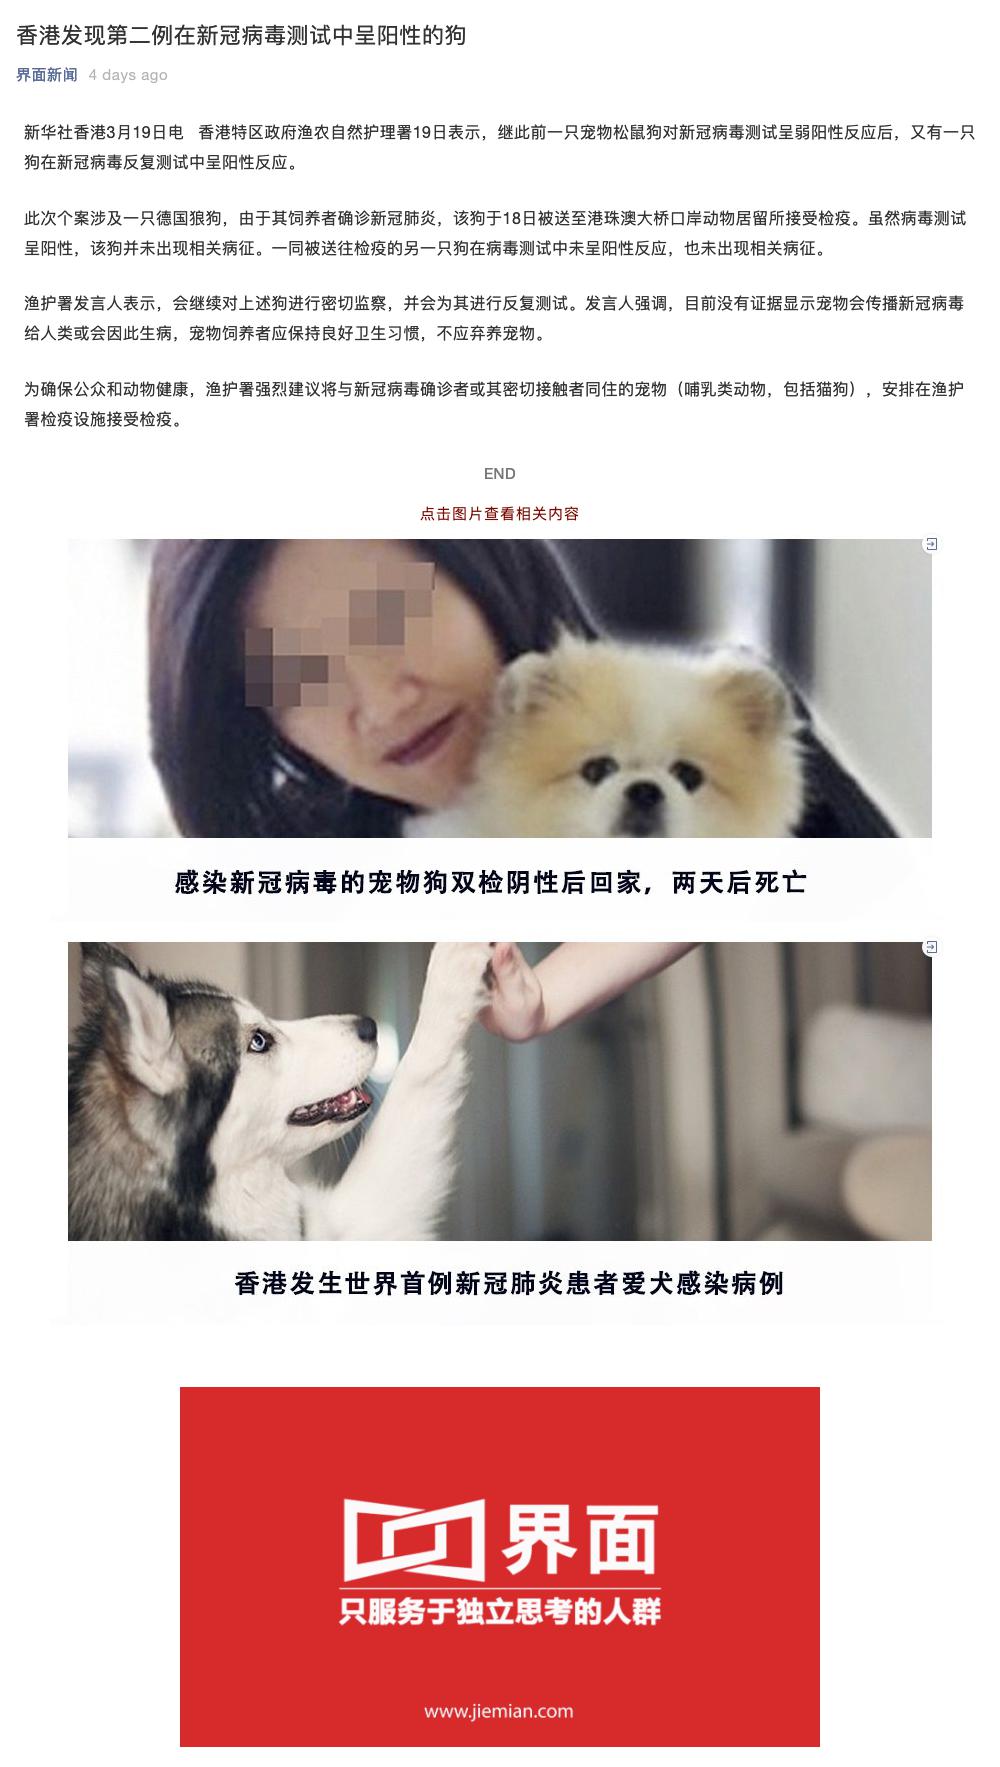 香港发现第二例在新冠病毒测试中呈阳性的狗
界面新闻 4 days ago
新华社香港3月19日电 香港特区政府渔农自然护理署19日表示，继此前一只宠物松鼠狗对新冠病毒测试呈弱阳性反应后，又有一只
狗在新冠病毒反复测试中呈阳性反应。
此次个案涉及一只德国狼狗，由于其饲养者确诊新冠肺炎，该狗于18日被送至港珠澳大桥口岸动物居留所接受检疫。虽然病毒测试
呈阳性，该狗并未出现相关病征。一同被送往检疫的另一只狗在病毒测试中未呈阳性反应，也未出现相关病征。
渔护署发言人表示，会继续对上述狗进行密切监察，并会为其进行反复测试。发言人强调，目前没有证据显示宠物会传播新冠病毒
给人类或会因此生病，宠物饲养者应保持良好卫生习惯，不应弃养宠物。
为确保公众和动物健康，渔护署强烈建议将与新冠病毒确诊者或其密切接触者同住的宠物（哺乳类动物，包括猫狗），安排在渔护
署检疫设施接受检疫。
END
点击图片查看相关内容
感染新冠病毒的宠物狗双检阴性后回家，两天后死亡
香港发生世界首例新冠肺炎患者爱犬感染病例
界面
只服务于独立思考的人群
www.jiemian.com